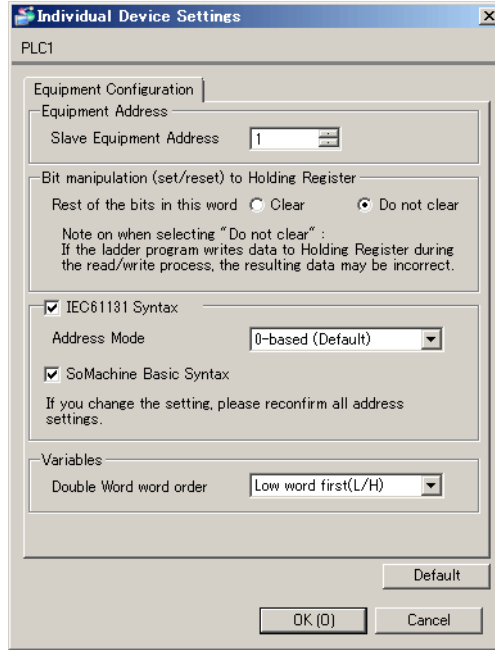 Individual Device Settings
PLC1
Equipment Configuration
Equipment Address
Slave Equipment Address 1
Bit manipulation (set/reset) to Holding Register
Rest of the bits in this word Clear Do not clear
Note on when selecting "Do not clear" :
If the ladder program writes data to Holding Register during
the read/write process, the resulting data may be incorrect.
IEC61131 Syntax
Address Mode 0-based (Default)
SoMachine Basic Syntax
If you change the setting, please reconfirm all address
settings.
Variables
Double Word word order Low word first(L/H)
Default
OK (O) Cancel